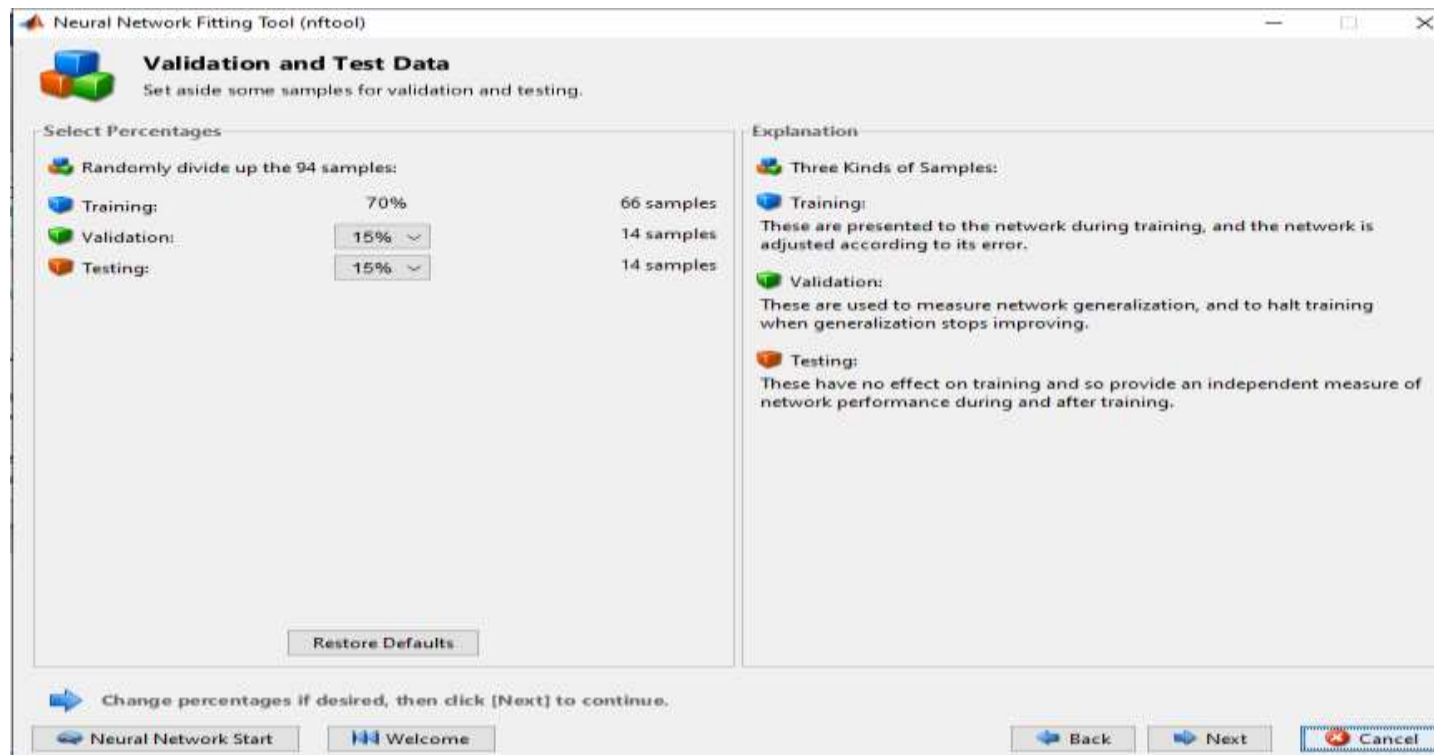 Neural Network Fitting Tool (nftool)
Validation and Test Data
Set aside some samples for validation and testing.
Select Percentages
Randomly divide up the 94 samples:
Training: 70% 66 samples
Validation: 15% 14 samples
Testing: 15% 14 samples
Restore Defaults
Explanation
Three Kinds of Samples:
Training:
These are presented to the network during training, and the network is
adjusted according to its error.
Validation:
These are used to measure network generalization, and to halt training
when generalization stops improving.
Testing:
These have no effect on training and so provide an independent measure of
network performance during and after training.
Change percentages if desired, then click [Next] to continue.
Neural Network Start Welcome Back Next Cancel